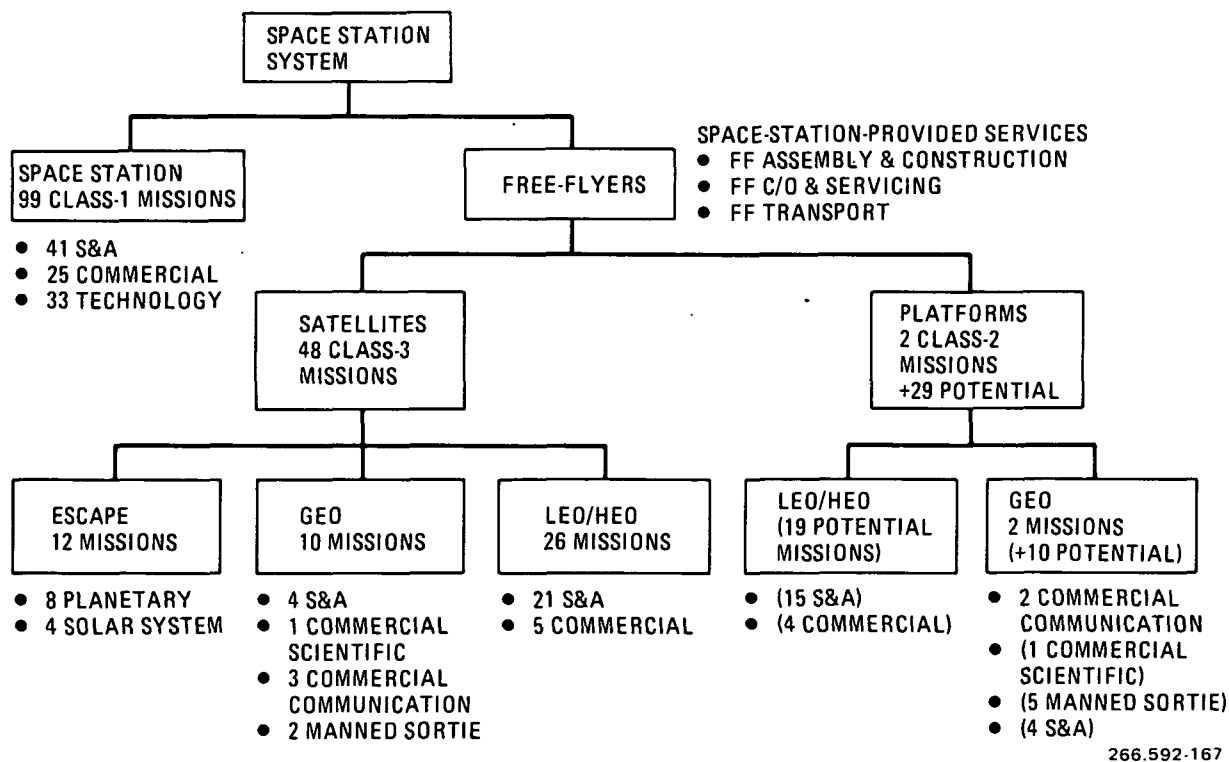 SPACE STATION
SYSTEM
SPACE STATION
99 CLASS-1 MISSIONS
● 41 S&A
● 25 COMMERCIAL
● 33 TECHNOLOGY
FREE-FLYERS
SPACE-STATION-PROVIDED SERVICES
● FF ASSEMBLY & CONSTRUCTION
● FF C/O & SERVICING
● FF TRANSPORT
SATELLITES
48 CLASS-3
MISSIONS
PLATFORMS
2 CLASS-2
MISSIONS
+29 POTENTIAL
ESCAPE
12 MISSIONS
● 8 PLANETARY
● 4 SOLAR SYSTEM
GEO
10 MISSIONS
● 4 S&A
● 1 COMMERCIAL
SCIENTIFIC
● 3 COMMERCIAL
COMMUNICATION
● 2 MANNED SORTIE
LEO/HEO
26 MISSIONS
● 21 S&A
● 5 COMMERCIAL
LEO/HEO
(19 POTENTIAL
MISSIONS)
● (15 S&A)
● (4 COMMERCIAL)
GEO
2 MISSIONS
(+10 POTENTIAL)
● 2 COMMERCIAL
COMMUNICATION
● (1 COMMERCIAL
SCIENTIFIC)
● (5 MANNED SORTIE)
● (4 S&A)
266.592-167